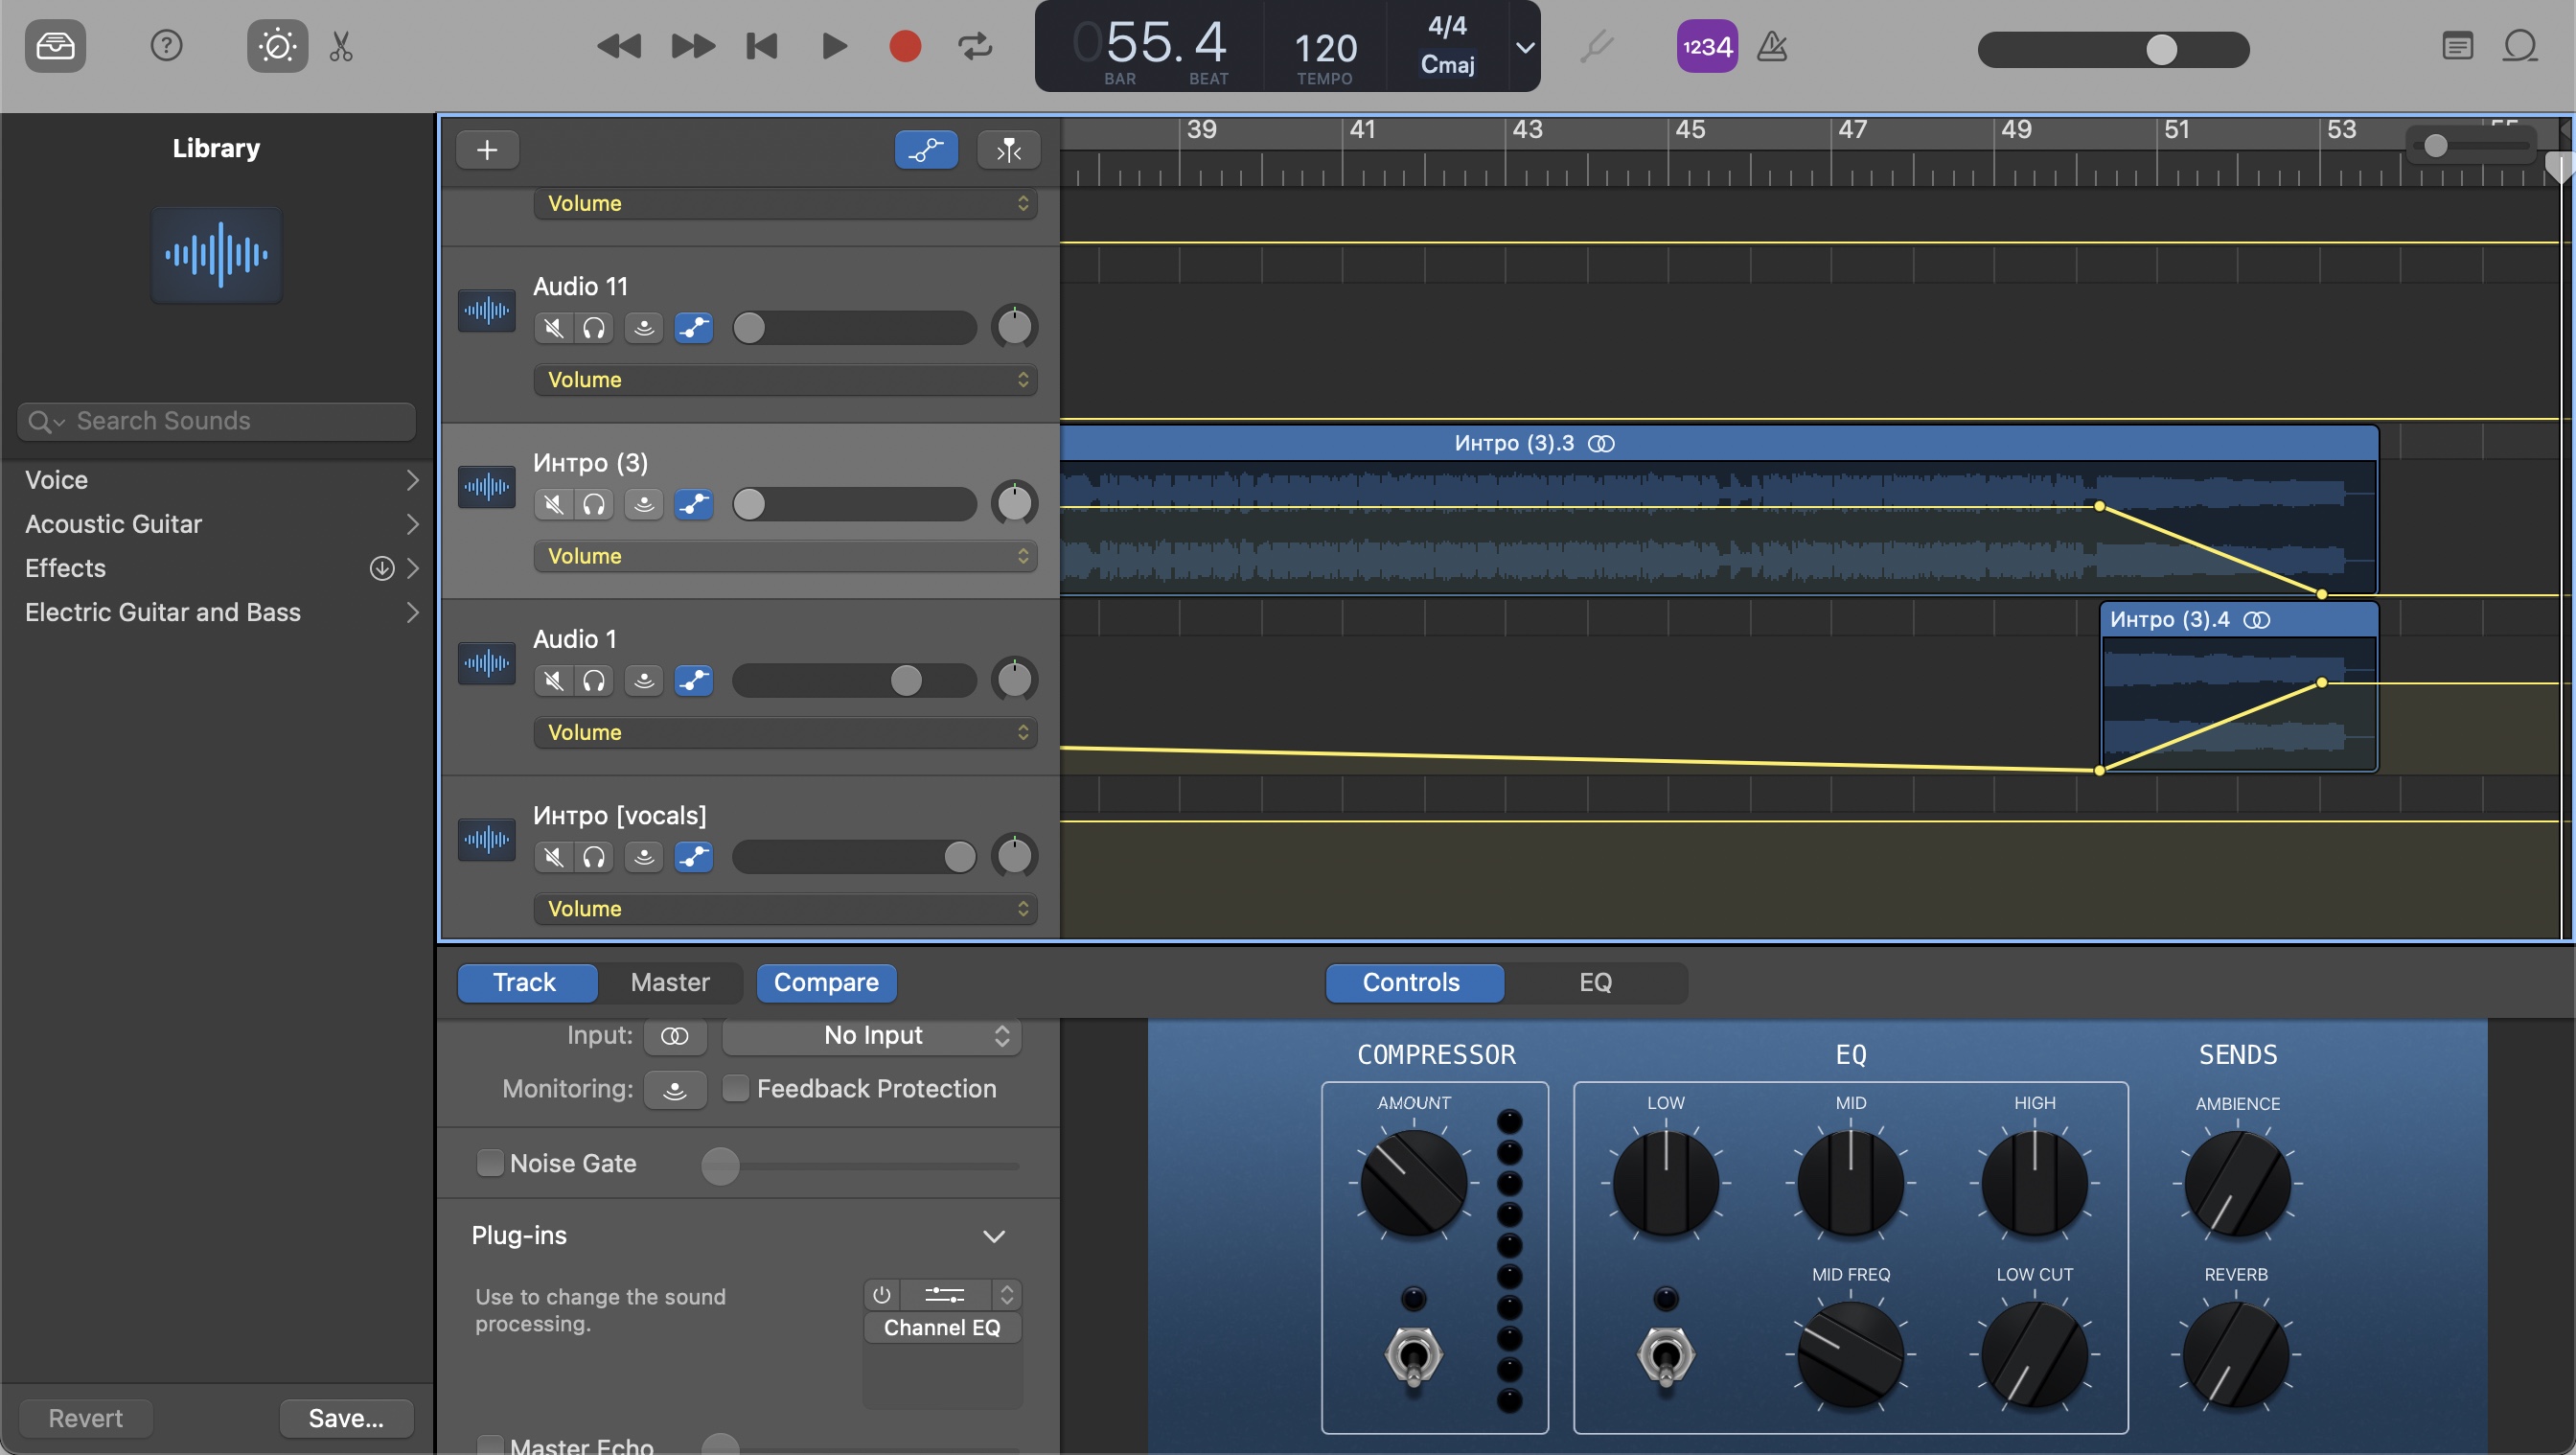 055.4
BAR BEAT
120
TEMPO
4/4
Cmaj
1234
Library
Search Sounds
Voice
Acoustic Guitar
Effects
Electric Guitar and Bass
Revert
Save...
39 41 43 45 47 49 51 53 55
Volume
Audio 11
Volume
Интро (3)
Volume
Интро (3).3
Audio 1
Volume
Интро (3).4
Интро [vocals]
Volume
Track Master Compare
Controls EQ
Input: No Input
Monitoring: Feedback Protection
Noise Gate
Plug-ins
Use to change the sound
processing.
Channel EQ
Master Echo
COMPRESSOR EQ SENDS
AMOUNT LOW MID HIGH AMBIENCE
MID FREQ LOW CUT REVERB